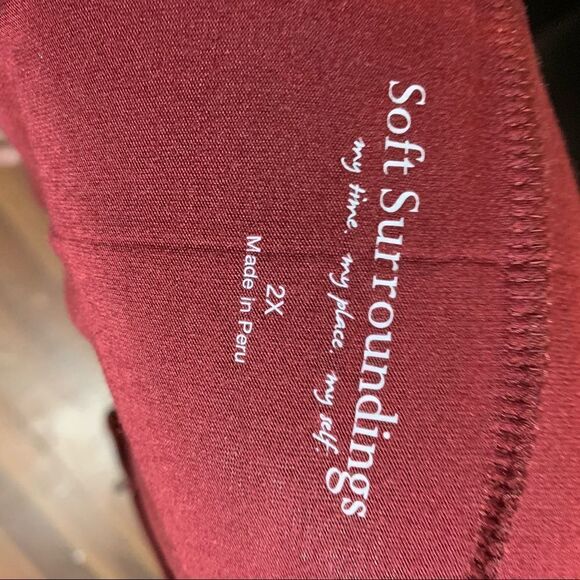 Soft Surroundings
my time. my place. my self.
2X
Made in Peru